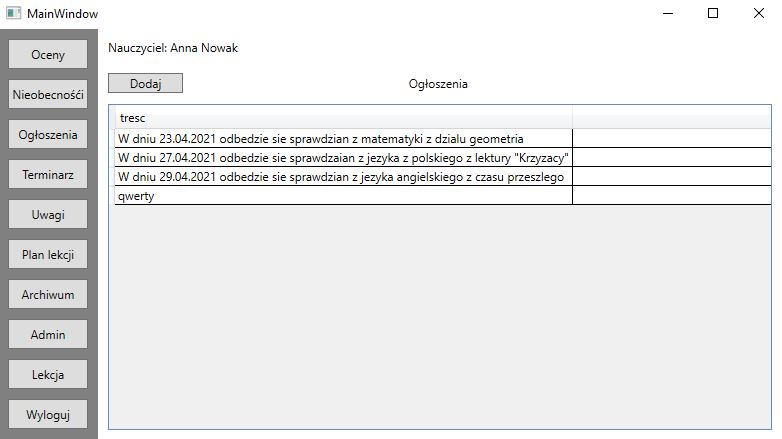 MainWindow
Oceny
Nieobecnośći
Ogłoszenia
Terminarz
Uwagi
Plan lekcji
Archiwum
Admin
Lekcja
Wyloguj
Nauczyciel: Anna Nowak
Dodaj
Ogłoszenia
tresc
W dniu 23.04.2021 odbedzie sie sprawdzian z matematyki z dzialu geometria
W dniu 27.04.2021 odbedzie sie sprawdzaian z jezyka z polskiego z lektury "Krzyzacy"
W dniu 29.04.2021 odbedzie sie sprawdzian z jezyka angielskiego z czasu przeszlego
qwerty